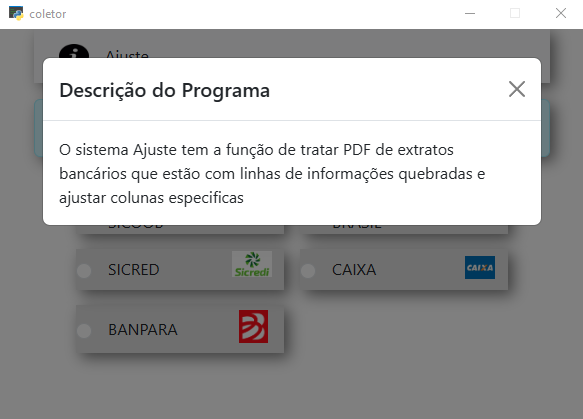 coletor
Ajuste
Descrição do Programa
O sistema Ajuste tem a função de tratar PDF de extratos
bancários que estão com linhas de informações quebradas e
ajustar colunas especificas
SICOOB
BRASIL
SICRED
Sicredi
CAIXA
CAIXA
BANPARA